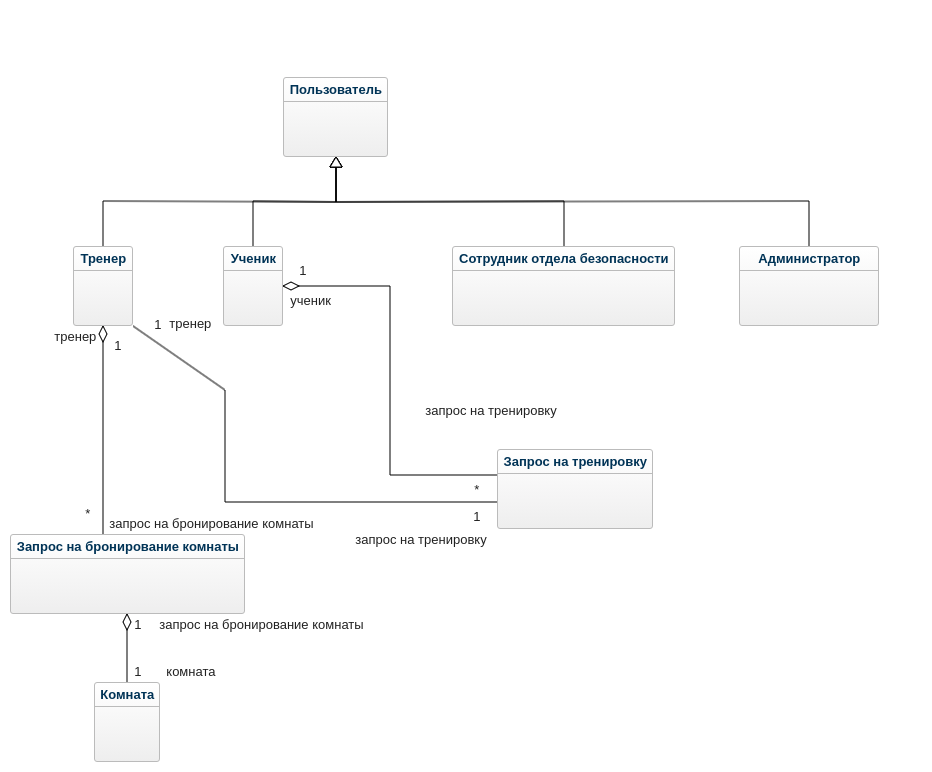 Пользователь
Тренер
Ученик
Сотрудник отдела безопасности
Администратор
1
ученик
1 тренер
тренер
1
запрос на тренировку
Запрос на тренировку
*
1
запрос на тренировку
*
запрос на бронирование комнаты
Запрос на бронирование комнаты
1 запрос на бронирование комнаты
1 комната
Комната